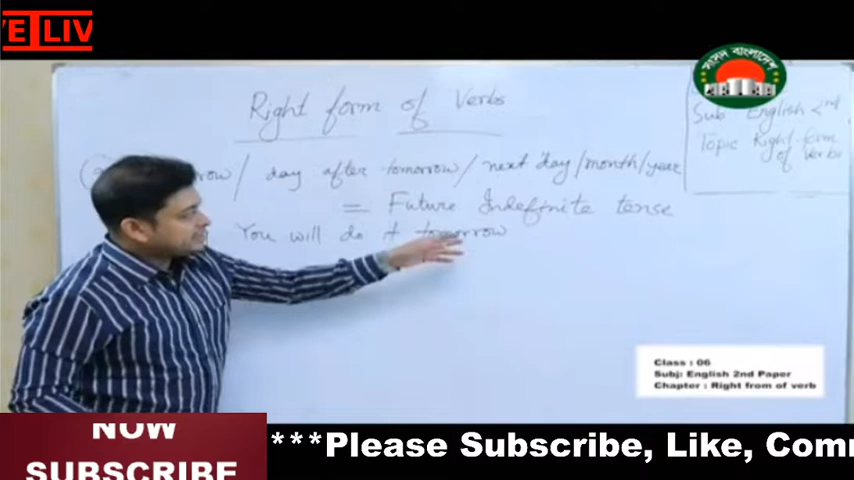 LIV
সংসদ বাংলাদেশ
Right form of Verbs
Sub English 2nd
Topic Right form
of Verbs
row / day after tomorrow / next day / month / year
= Future Indefinite tense
You will do it tomorrow
Class : 06
Subj: English 2nd Paper
Chapter : Right from of verb
NOW
SUBSCRIBE
***Please Subscribe, Like, Com